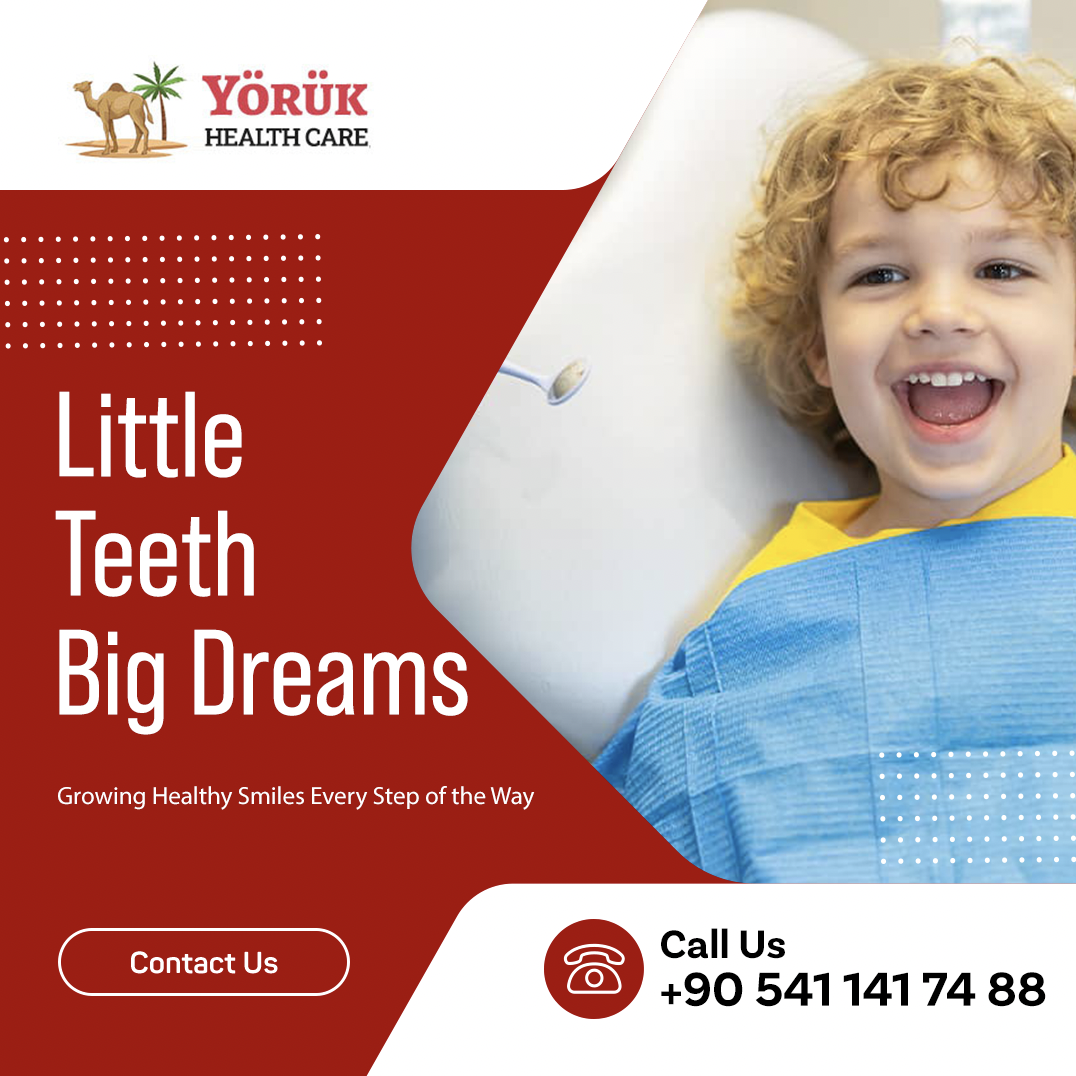 YÖRÜK
HEALTH CARE
Little
Teeth
Big Dreams
Growing Healthy Smiles Every Step of the Way
Contact Us
Call Us
+90 541 141 74 88